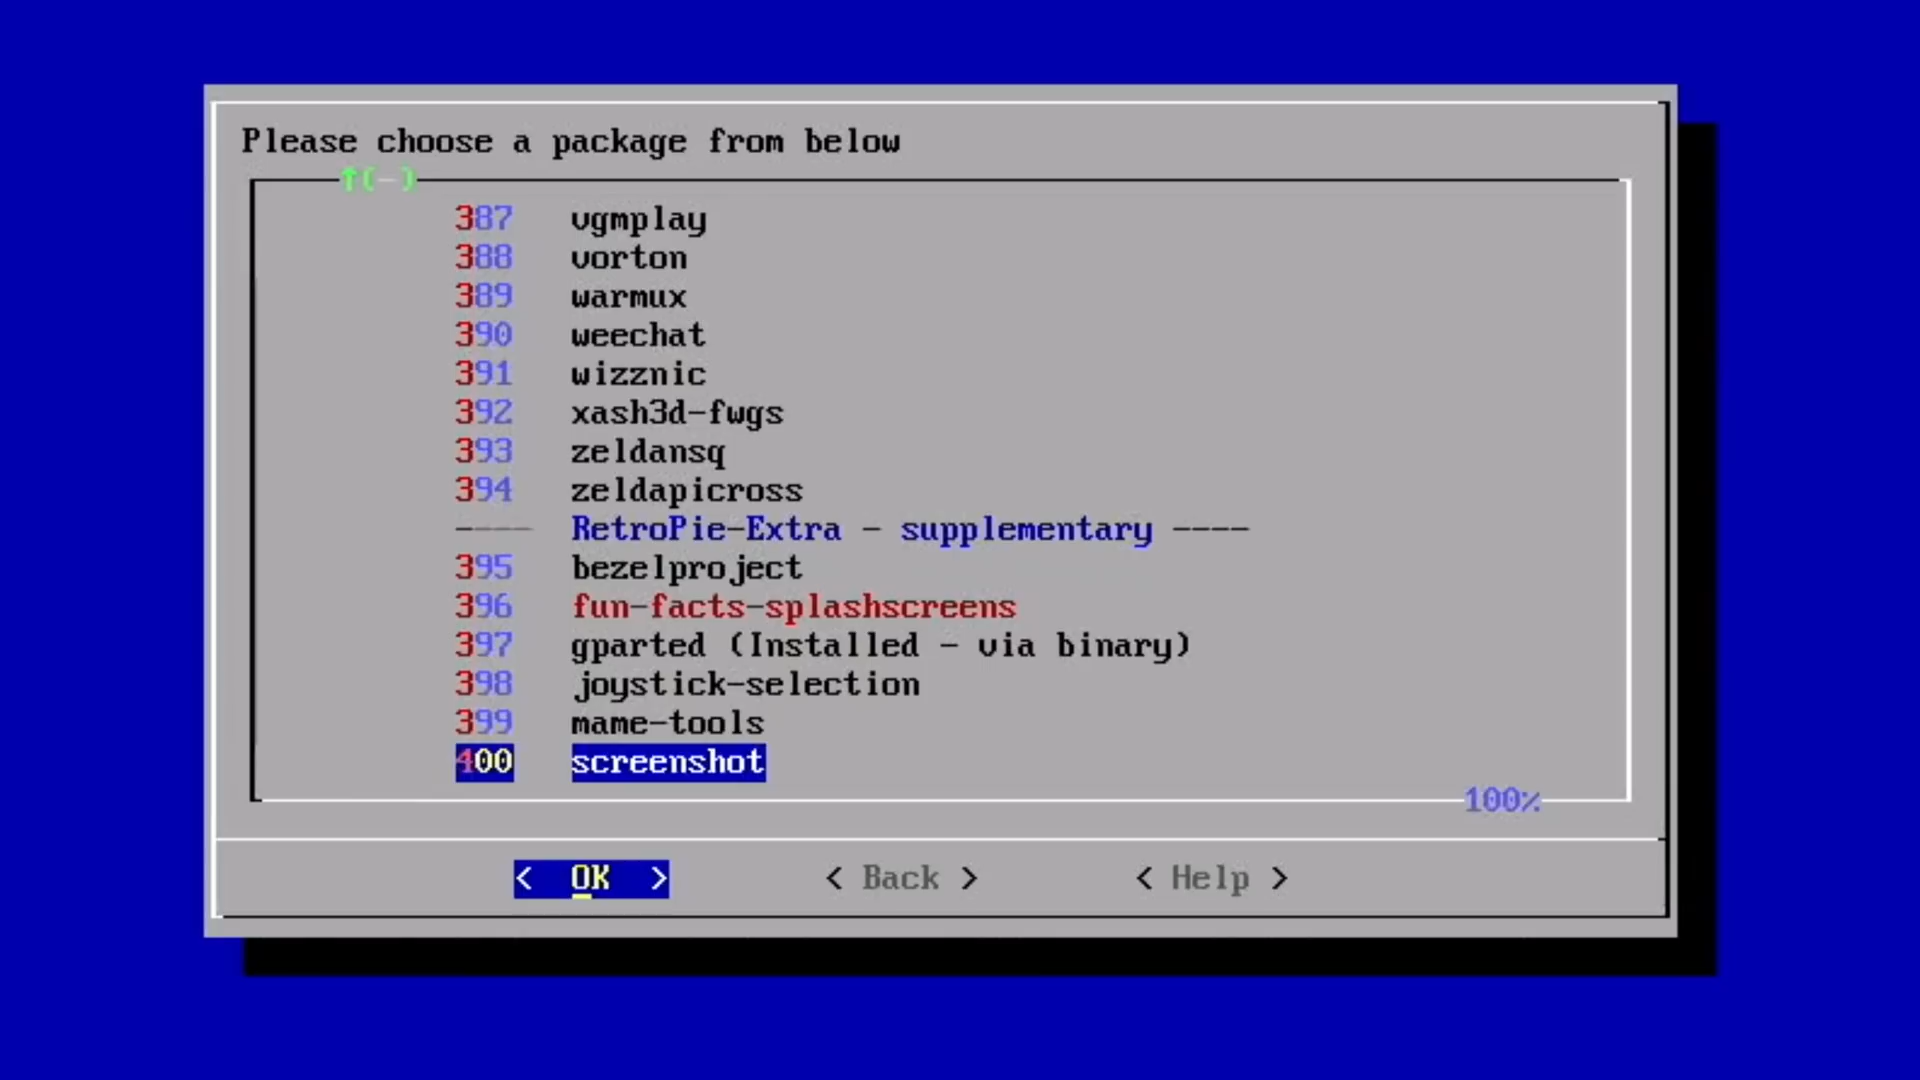 Please choose a package from below
↑(-)
387 vgmplay
388 vorton
389 warmux
390 weechat
391 wizznic
392 xash3d-fwgs
393 zeldansq
394 zeldapicross
---- RetroPie-Extra - supplementary ----
395 bezelproject
396 fun-facts-splashscreens
397 gparted (Installed - via binary)
398 joystick-selection
399 mame-tools
400 screenshot
100%
< OK > < Back > < Help >